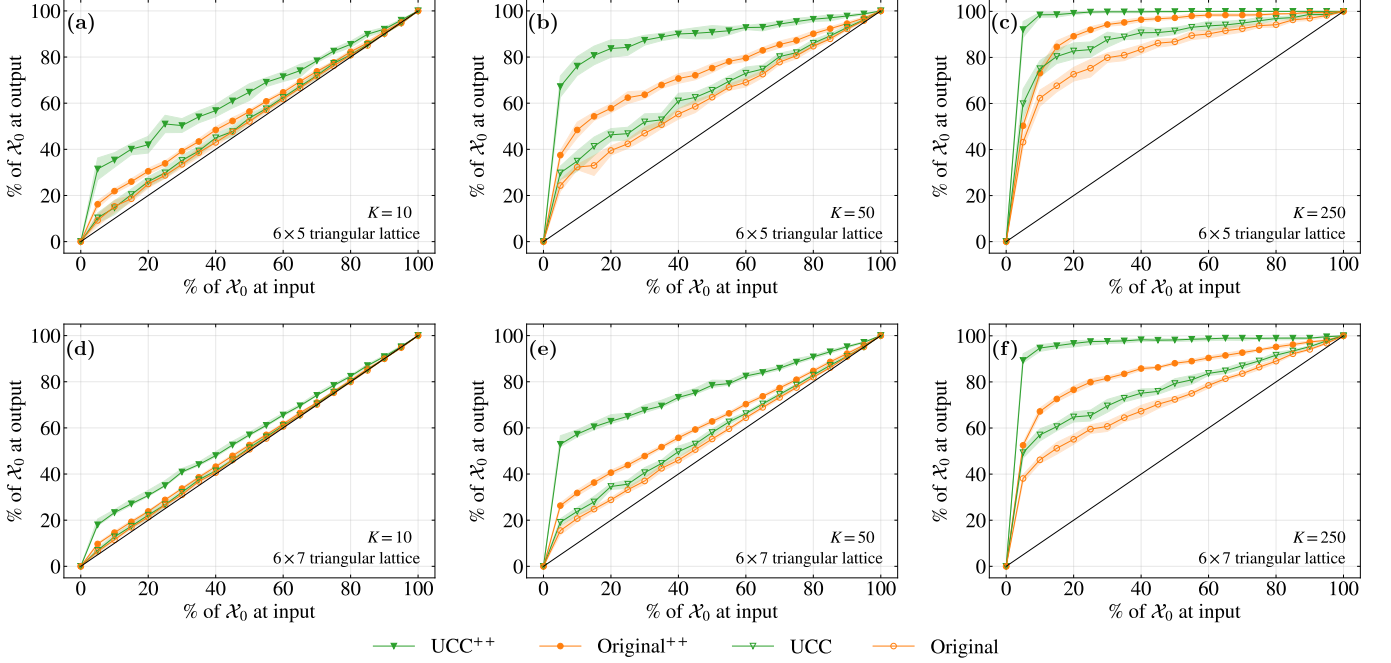 (a)
100
80
60
40
20
0
% of 𝒳₀ at output
K=10
6×5 triangular lattice
0 20 40 60 80 100
% of 𝒳₀ at input
(b)
100
80
60
40
20
0
% of 𝒳₀ at output
K=50
6×5 triangular lattice
0 20 40 60 80 100
% of 𝒳₀ at input
(c)
100
80
60
40
20
0
% of 𝒳₀ at output
K=250
6×5 triangular lattice
0 20 40 60 80 100
% of 𝒳₀ at input
(d)
100
80
60
40
20
0
% of 𝒳₀ at output
K=10
6×7 triangular lattice
0 20 40 60 80 100
% of 𝒳₀ at input
(e)
100
80
60
40
20
0
% of 𝒳₀ at output
K=50
6×7 triangular lattice
0 20 40 60 80 100
% of 𝒳₀ at input
(f)
100
80
60
40
20
0
% of 𝒳₀ at output
K=250
6×7 triangular lattice
0 20 40 60 80 100
% of 𝒳₀ at input
UCC⁺⁺ Original⁺⁺ UCC Original